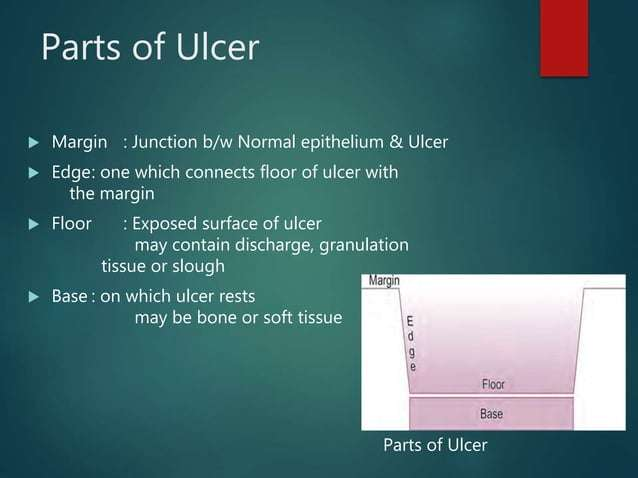 Parts of Ulcer
Margin : Junction b/w Normal epithelium & Ulcer
Edge: one which connects floor of ulcer with
the margin
Floor : Exposed surface of ulcer
may contain discharge, granulation
tissue or slough
Base : on which ulcer rests
may be bone or soft tissue
Margin
Edge
Floor
Base
Parts of Ulcer